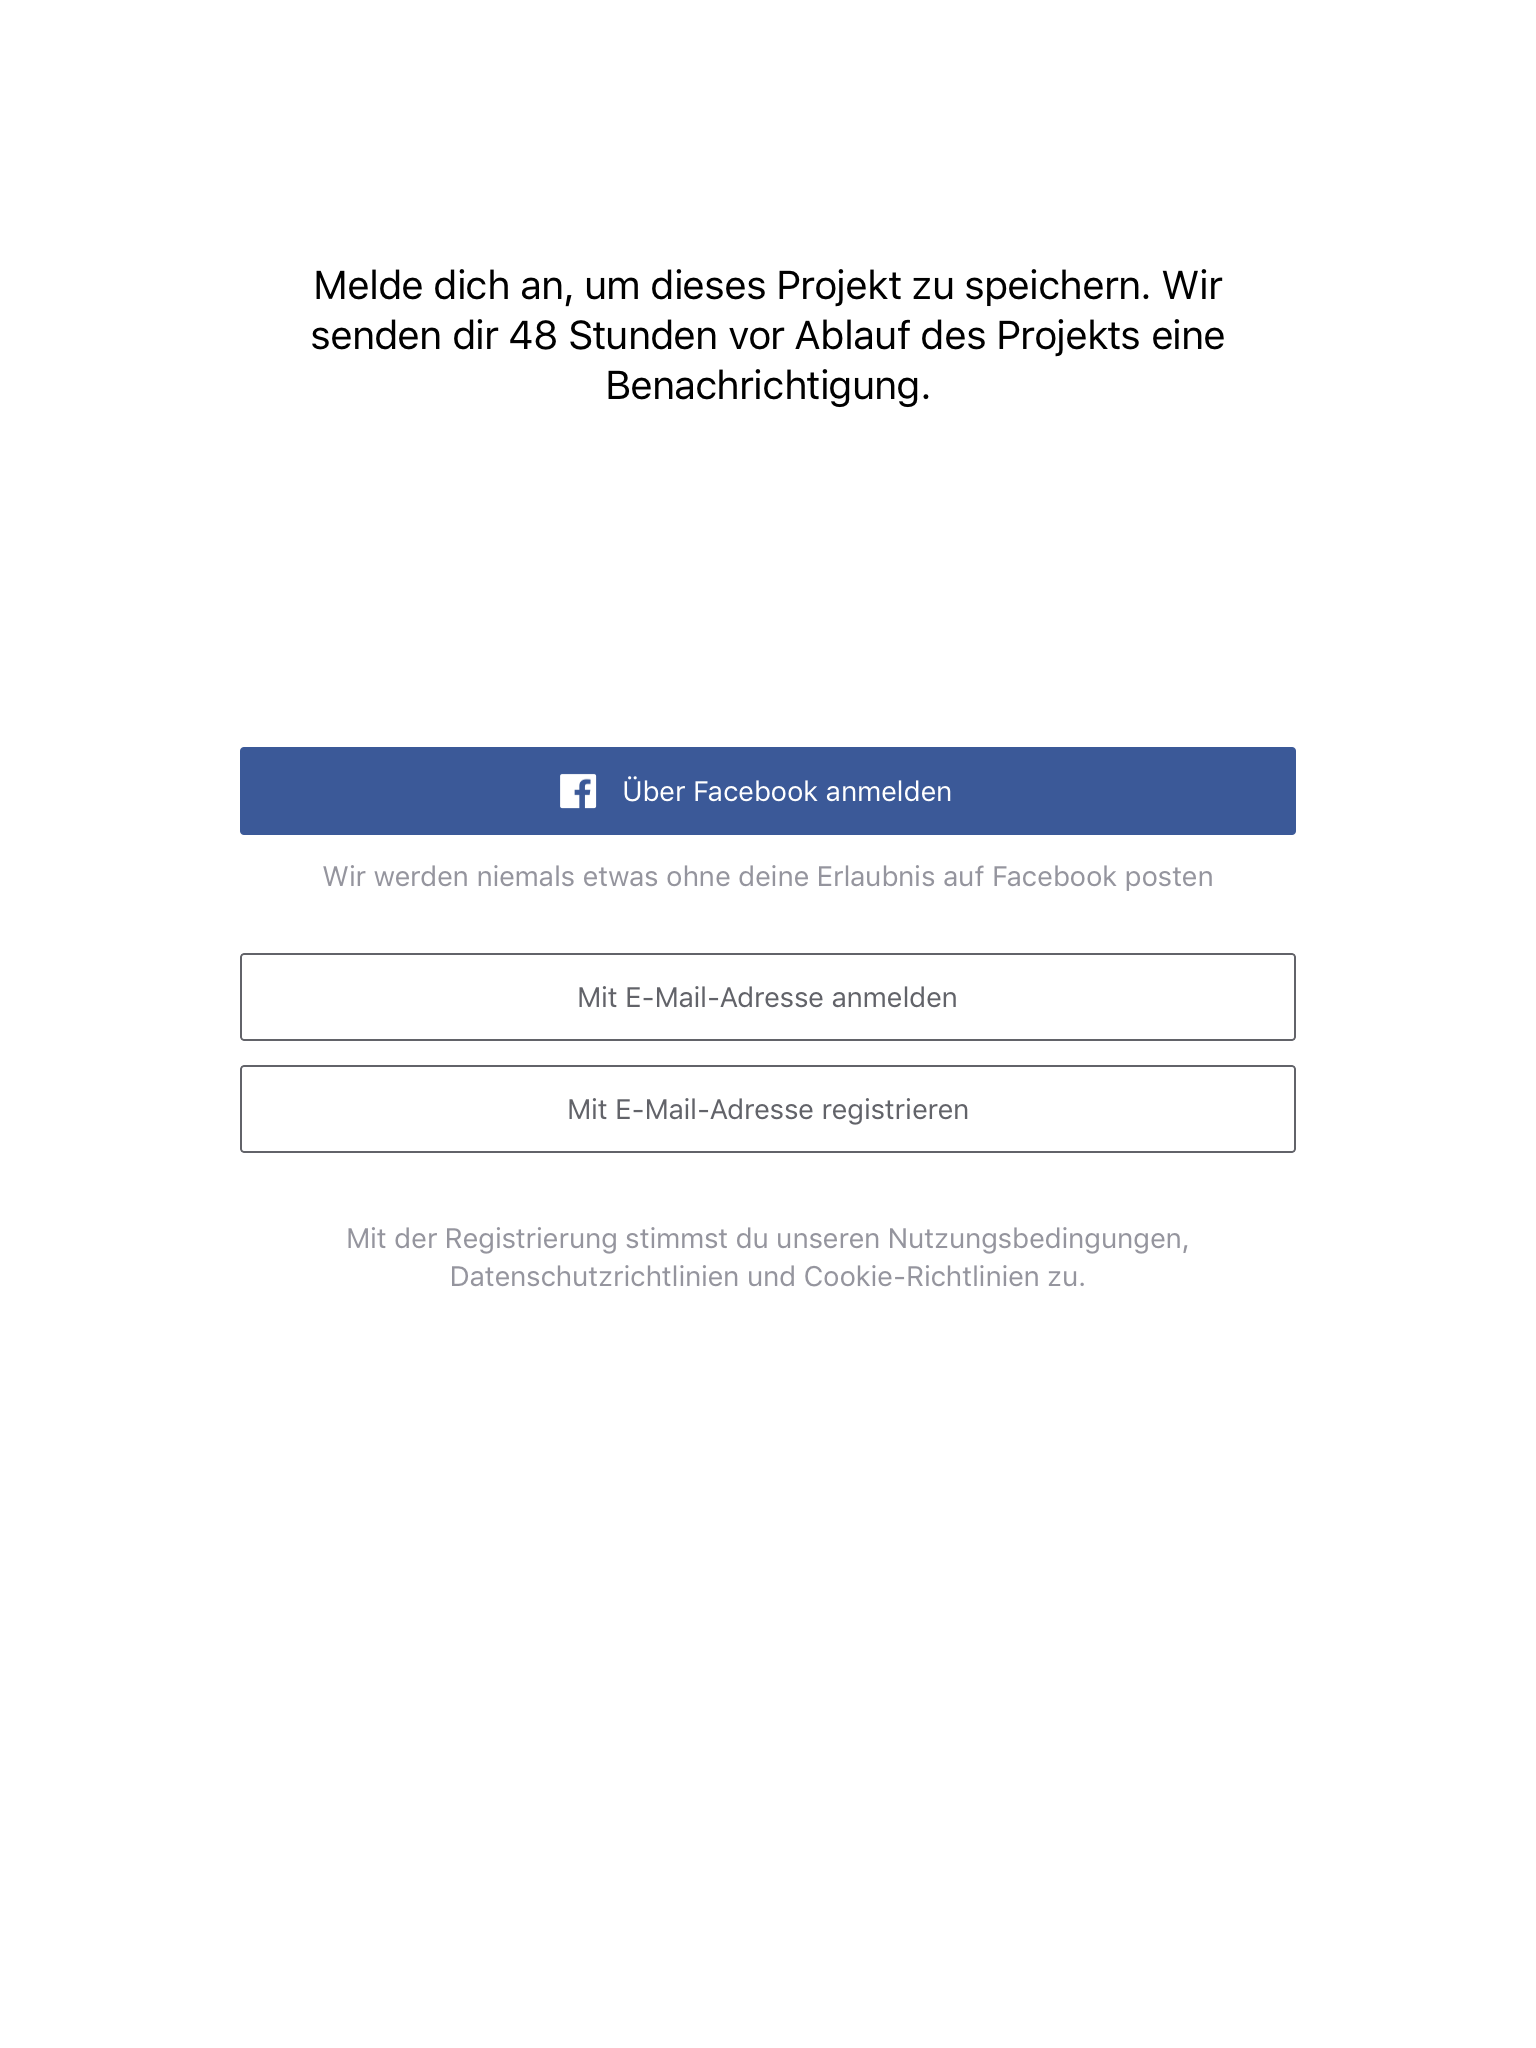 Melde dich an, um dieses Projekt zu speichern. Wir
senden dir 48 Stunden vor Ablauf des Projekts eine
Benachrichtigung.
Über Facebook anmelden
Wir werden niemals etwas ohne deine Erlaubnis auf Facebook posten
Mit E-Mail-Adresse anmelden
Mit E-Mail-Adresse registrieren
Mit der Registrierung stimmst du unseren Nutzungsbedingungen,
Datenschutzrichtlinien und Cookie-Richtlinien zu.